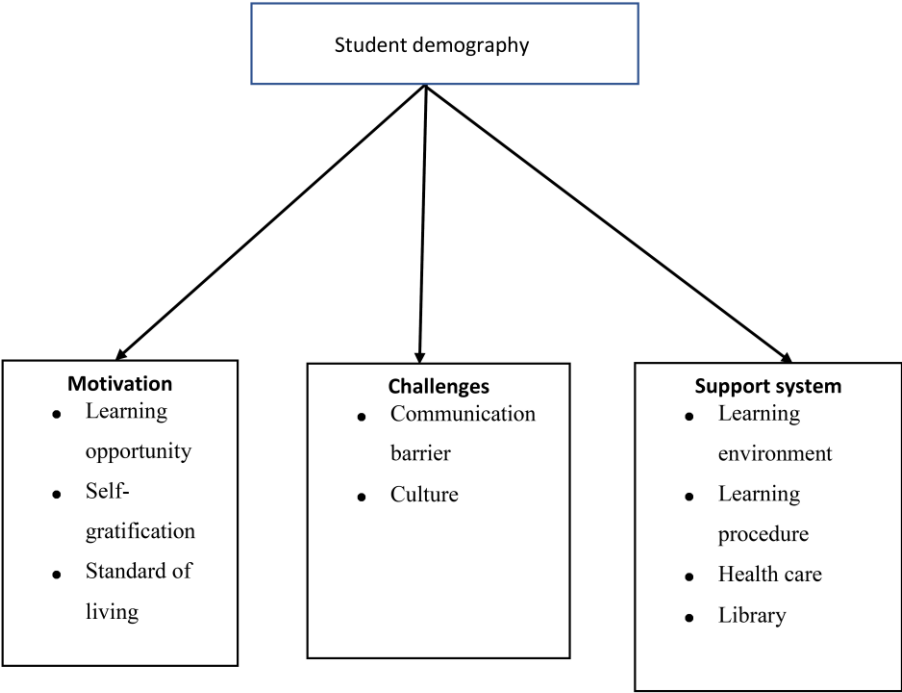 Student demography
Motivation
● Learning
opportunity
● Self-
gratification
● Standard of
living
Challenges
● Communication
barrier
● Culture
Support system
● Learning
environment
● Learning
procedure
● Health care
● Library